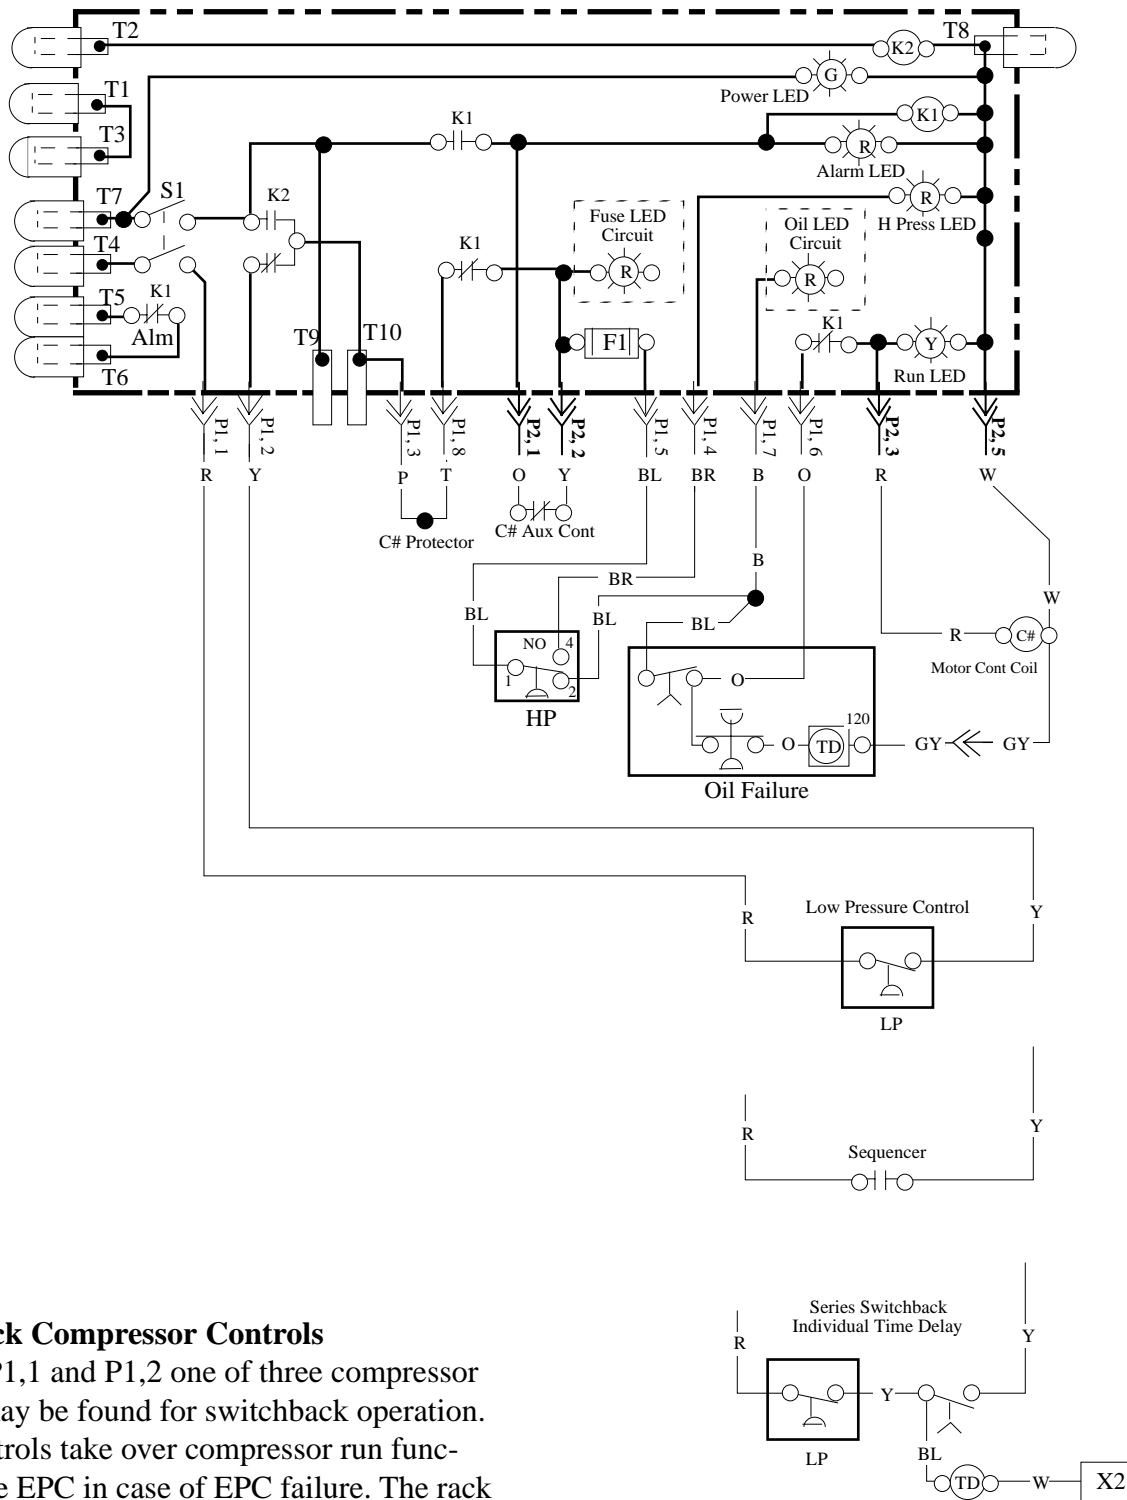 T2
T8
K2
G
Power LED
T1
K1
K1
T3
R
Alarm LED
T7
S1
K2
R
H Press LED
Fuse LED
Circuit
R
Oil LED
Circuit
R
T4
K1
T5
K1
Alm
T6
T9
T10
F1
K1
Y
Run LED
P1, 1
P1, 2
P1, 3
P1, 8
P2, 1
P2, 2
P1, 5
P1, 4
P1, 7
P1, 6
P2, 3
P2, 5
R
Y
P
T
O
Y
BL
BR
B
O
R
W
C# Protector
C# Aux Cont
B
BR
W
BL
BL
BL
NO
4
1
2
HP
R
C#
Motor Cont Coil
O
120
O
TD
GY
GY
Oil Failure
R
Low Pressure Control
Y
LP
R
Sequencer
Y
Series Switchback
Individual Time Delay
R
Y
Y
LP
BL
TD
W
X2
ck Compressor Controls
P1,1 and P1,2 one of three compressor
may be found for switchback operation.
trols take over compressor run func-
e EPC in case of EPC failure. The rack